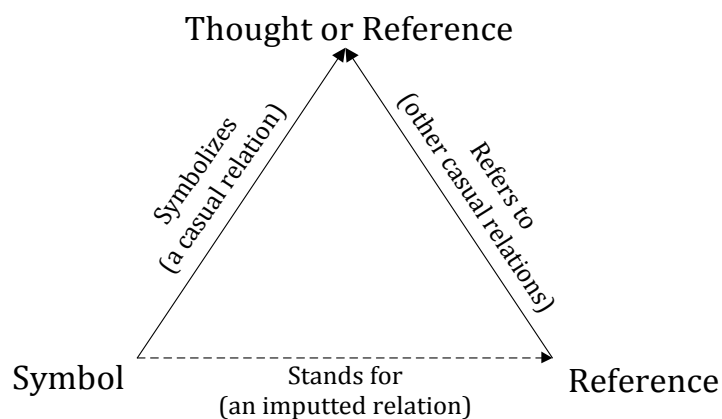 Thought or Reference
Symbolizes
(a casual relation)
Refers to
(other casual relations)
Symbol
Stands for
(an imputted relation)
Reference